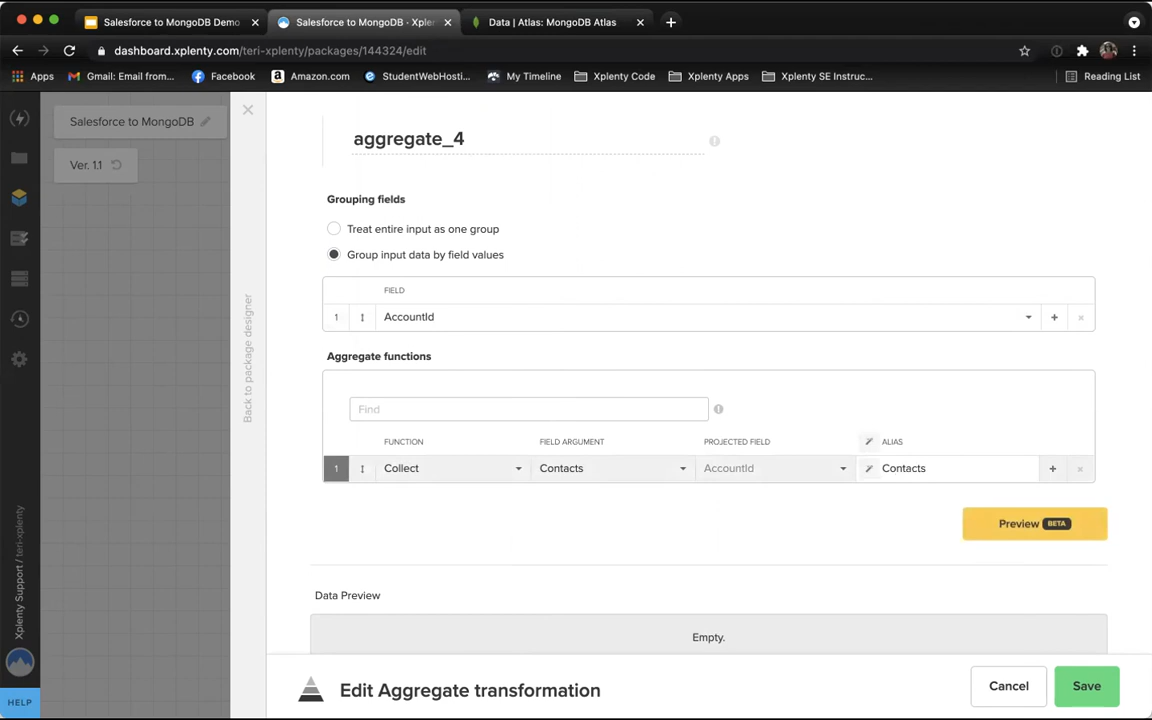 Salesforce to MongoDB Demo
Salesforce to MongoDB · Xplen
Data | Atlas: MongoDB Atlas
dashboard.xplenty.com/teri-xplenty/packages/144324/edit
Apps
Gmail: Email from...
Facebook
Amazon.com
StudentWebHosti...
My Timeline
Xplenty Code
Xplenty Apps
Xplenty SE Instruc...
Reading List
Salesforce to MongoDB
Ver. 1.1
Back to package designer
Xplenty Support / teri-xplenty
HELP
aggregate_4
Grouping fields
Treat entire input as one group
Group input data by field values
FIELD
1 AccountId
Aggregate functions
Find
FUNCTION FIELD ARGUMENT PROJECTED FIELD ALIAS
1 Collect Contacts AccountId Contacts
Preview BETA
Data Preview
Empty.
Edit Aggregate transformation
Cancel
Save